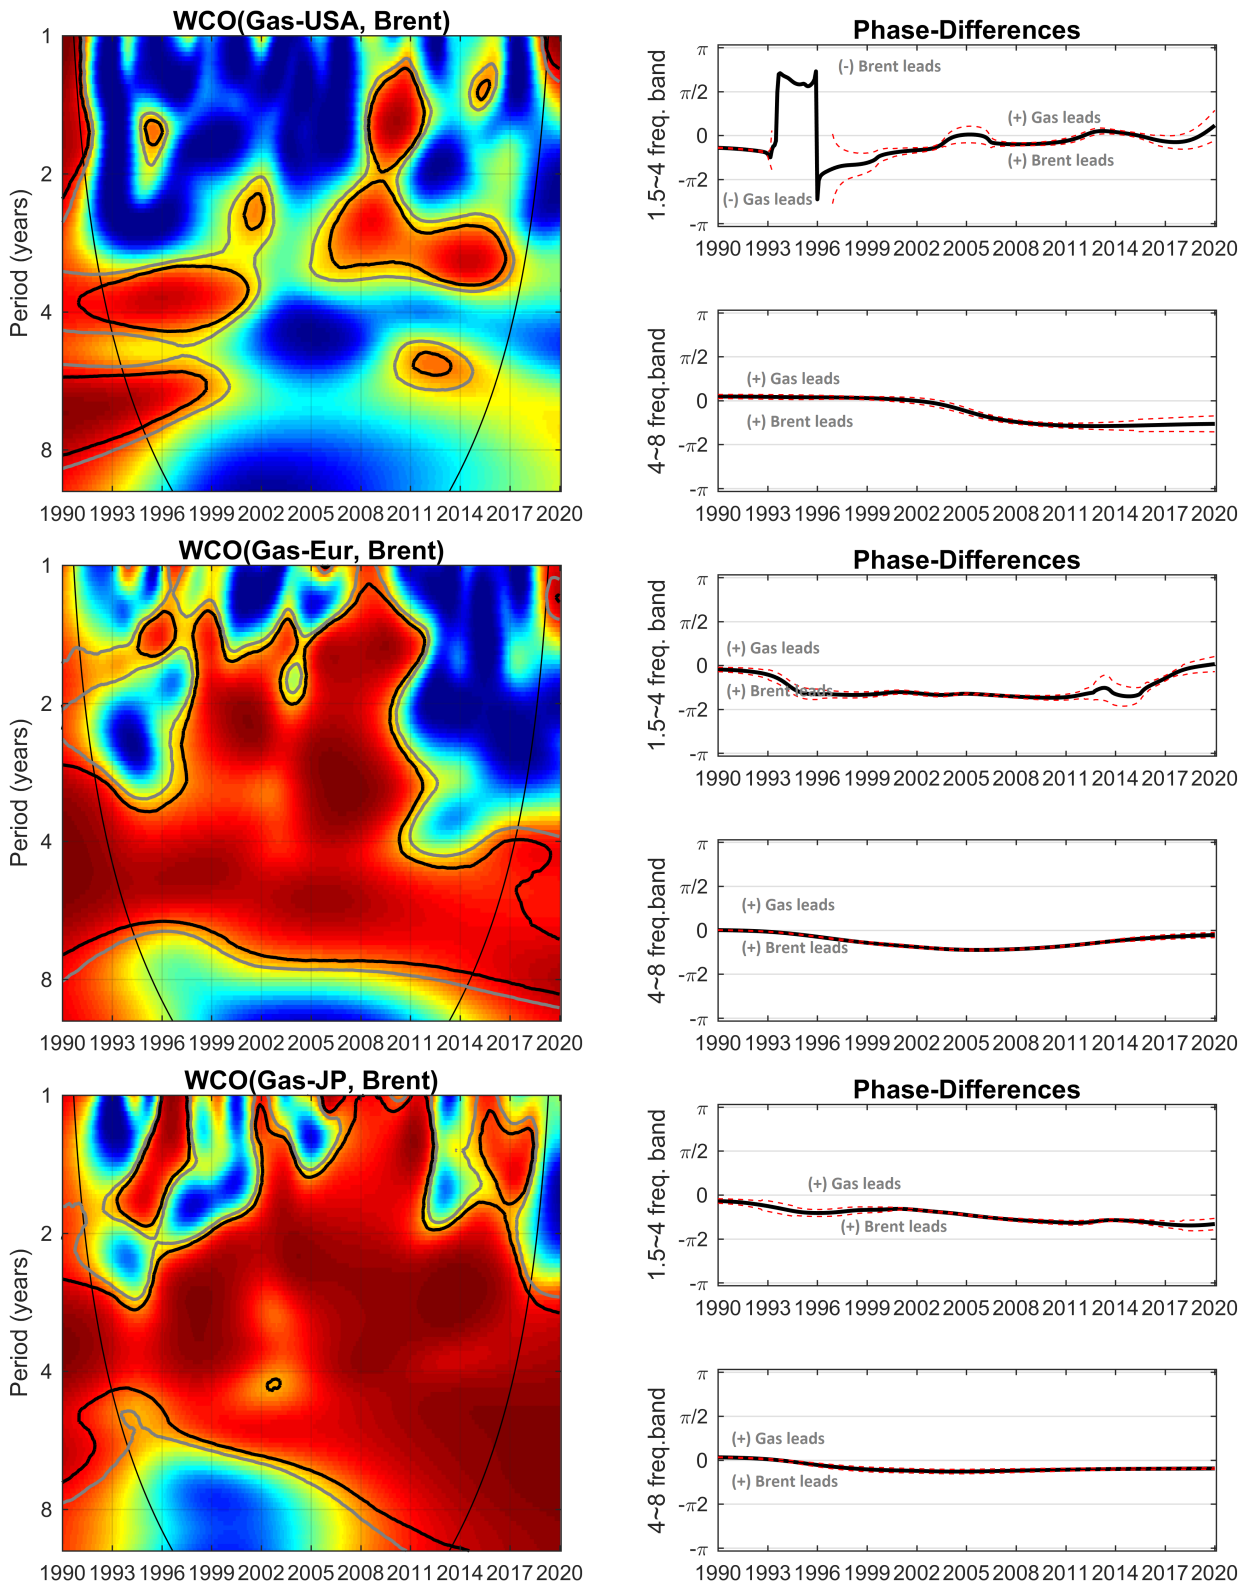 WCO(Gas-USA, Brent)
1
2
4
8
Period (years)
1990 1993 1996 1999 2002 2005 2008 2011 2014 2017 2020
Phase-Differences
π
π/2
0
-π2
-π
1.5~4 freq. band
(-) Brent leads
(+) Gas leads
(+) Brent leads
(-) Gas leads
1990 1993 1996 1999 2002 2005 2008 2011 2014 2017 2020
π
π/2
0
-π2
-π
4~8 freq.band
(+) Gas leads
(+) Brent leads
1990 1993 1996 1999 2002 2005 2008 2011 2014 2017 2020
WCO(Gas-Eur, Brent)
1
2
4
8
Period (years)
1990 1993 1996 1999 2002 2005 2008 2011 2014 2017 2020
Phase-Differences
π
π/2
0
-π2
-π
1.5~4 freq. band
(+) Gas leads
(+) Brent leads
1990 1993 1996 1999 2002 2005 2008 2011 2014 2017 2020
π
π/2
0
-π2
-π
4~8 freq.band
(+) Gas leads
(+) Brent leads
1990 1993 1996 1999 2002 2005 2008 2011 2014 2017 2020
WCO(Gas-JP, Brent)
1
2
4
8
Period (years)
1990 1993 1996 1999 2002 2005 2008 2011 2014 2017 2020
Phase-Differences
π
π/2
0
-π2
-π
1.5~4 freq. band
(+) Gas leads
(+) Brent leads
1990 1993 1996 1999 2002 2005 2008 2011 2014 2017 2020
π
π/2
0
-π2
-π
4~8 freq.band
(+) Gas leads
(+) Brent leads
1990 1993 1996 1999 2002 2005 2008 2011 2014 2017 2020